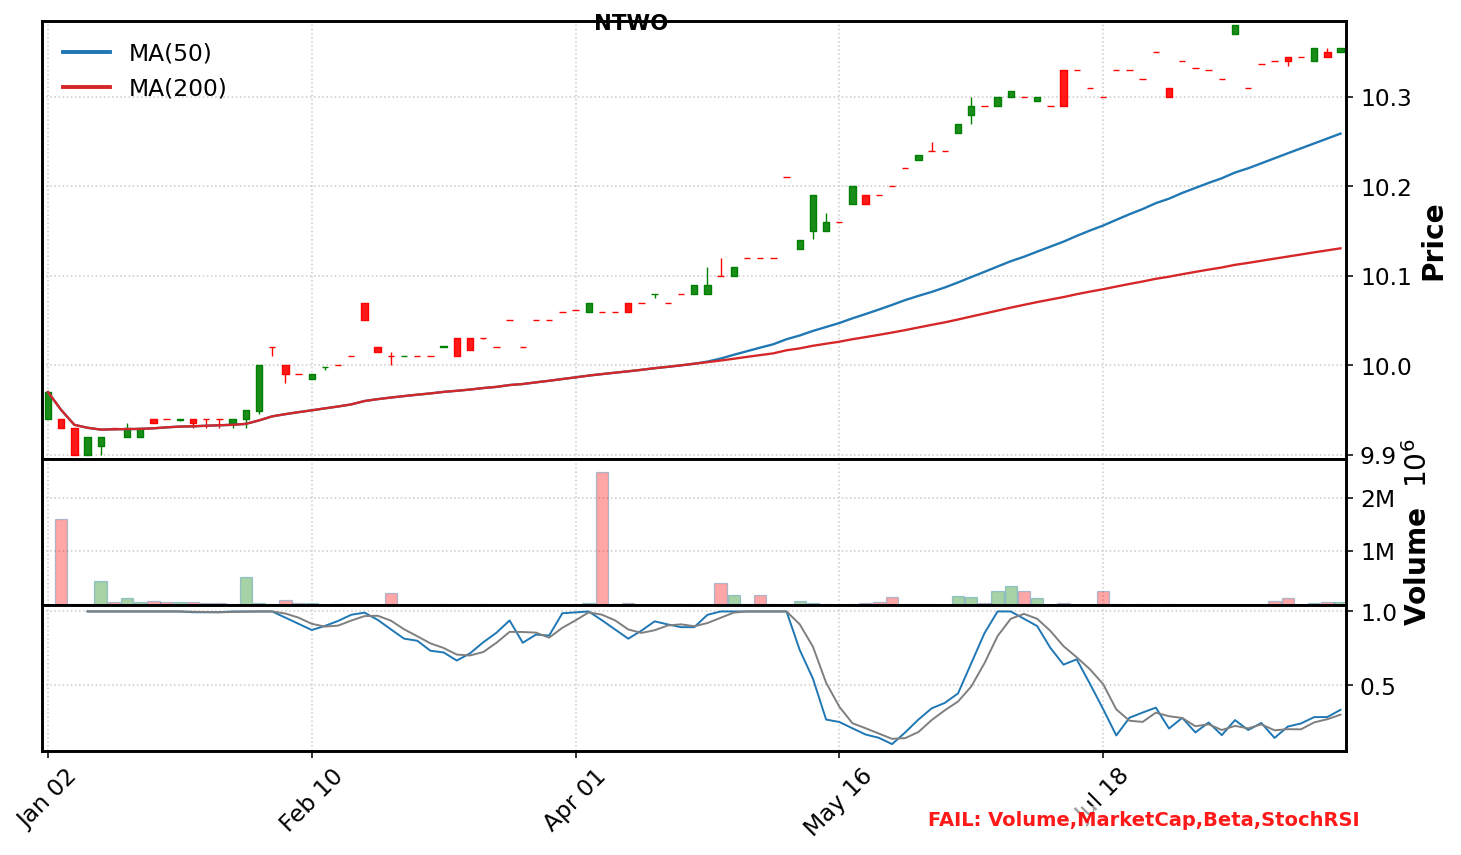 NTWO
MA(50)
MA(200)
10.3
10.2
10.1
10.0
9.9
Price
2M
1M
Volume 10⁶
1.0
0.5
Jan 02
Feb 10
Apr 01
May 16
Jul 18
FAIL: Volume,MarketCap,Beta,StochRSI